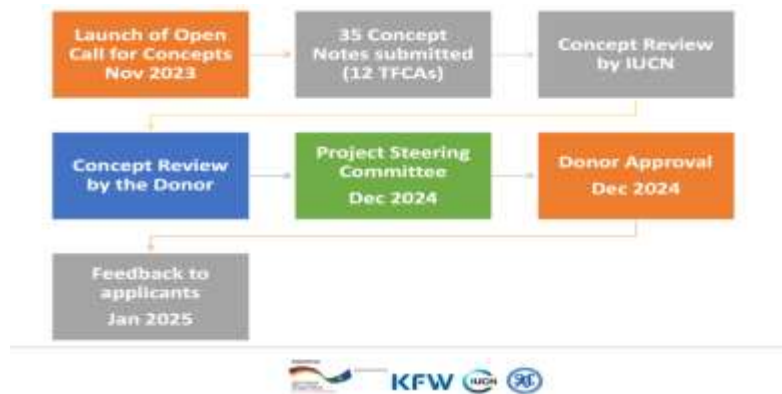 Launch of Open
Call for Concepts
Nov 2023
35 Concept
Notes submitted
(12 TFCAs)
Concept Review
by IUCN
Concept Review
by the Donor
Project Steering
Committee
Dec 2024
Donor Approval
Dec 2024
Feedback to
applicants
Jan 2025
KFW
IUCN